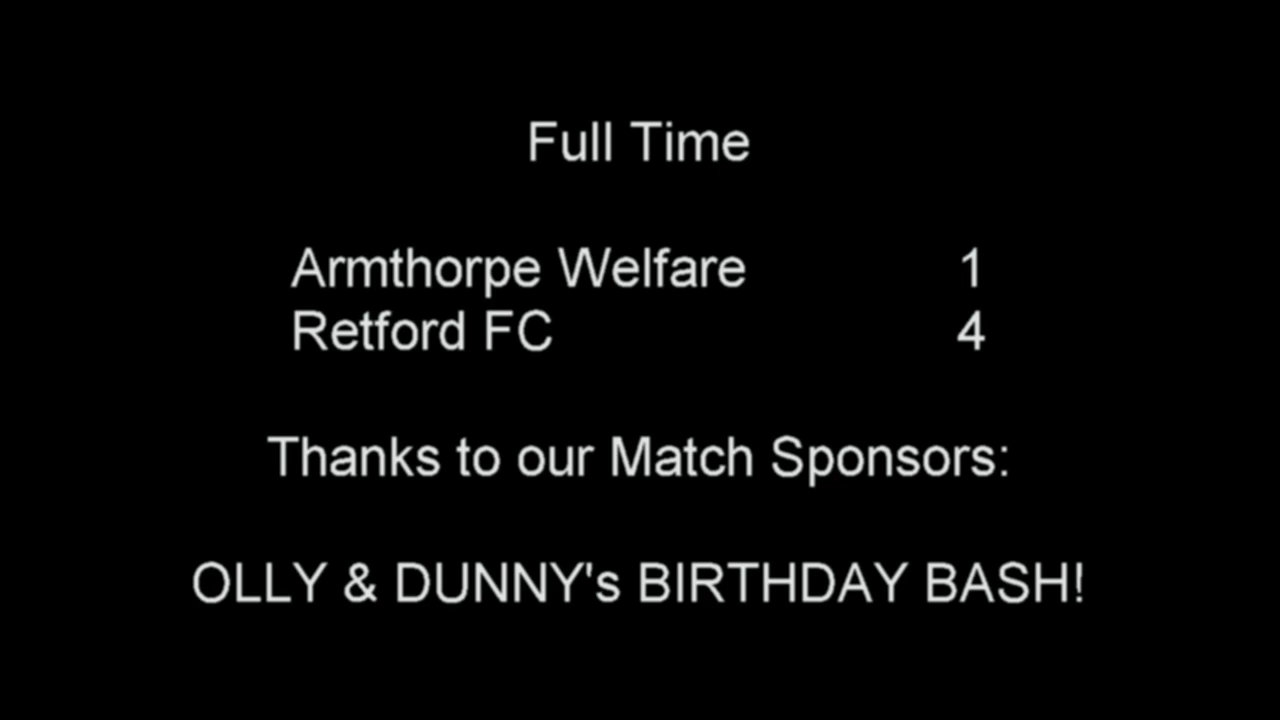 Full Time
Armthorpe Welfare 1
Retford FC 4
Thanks to our Match Sponsors:
OLLY & DUNNY's BIRTHDAY BASH!